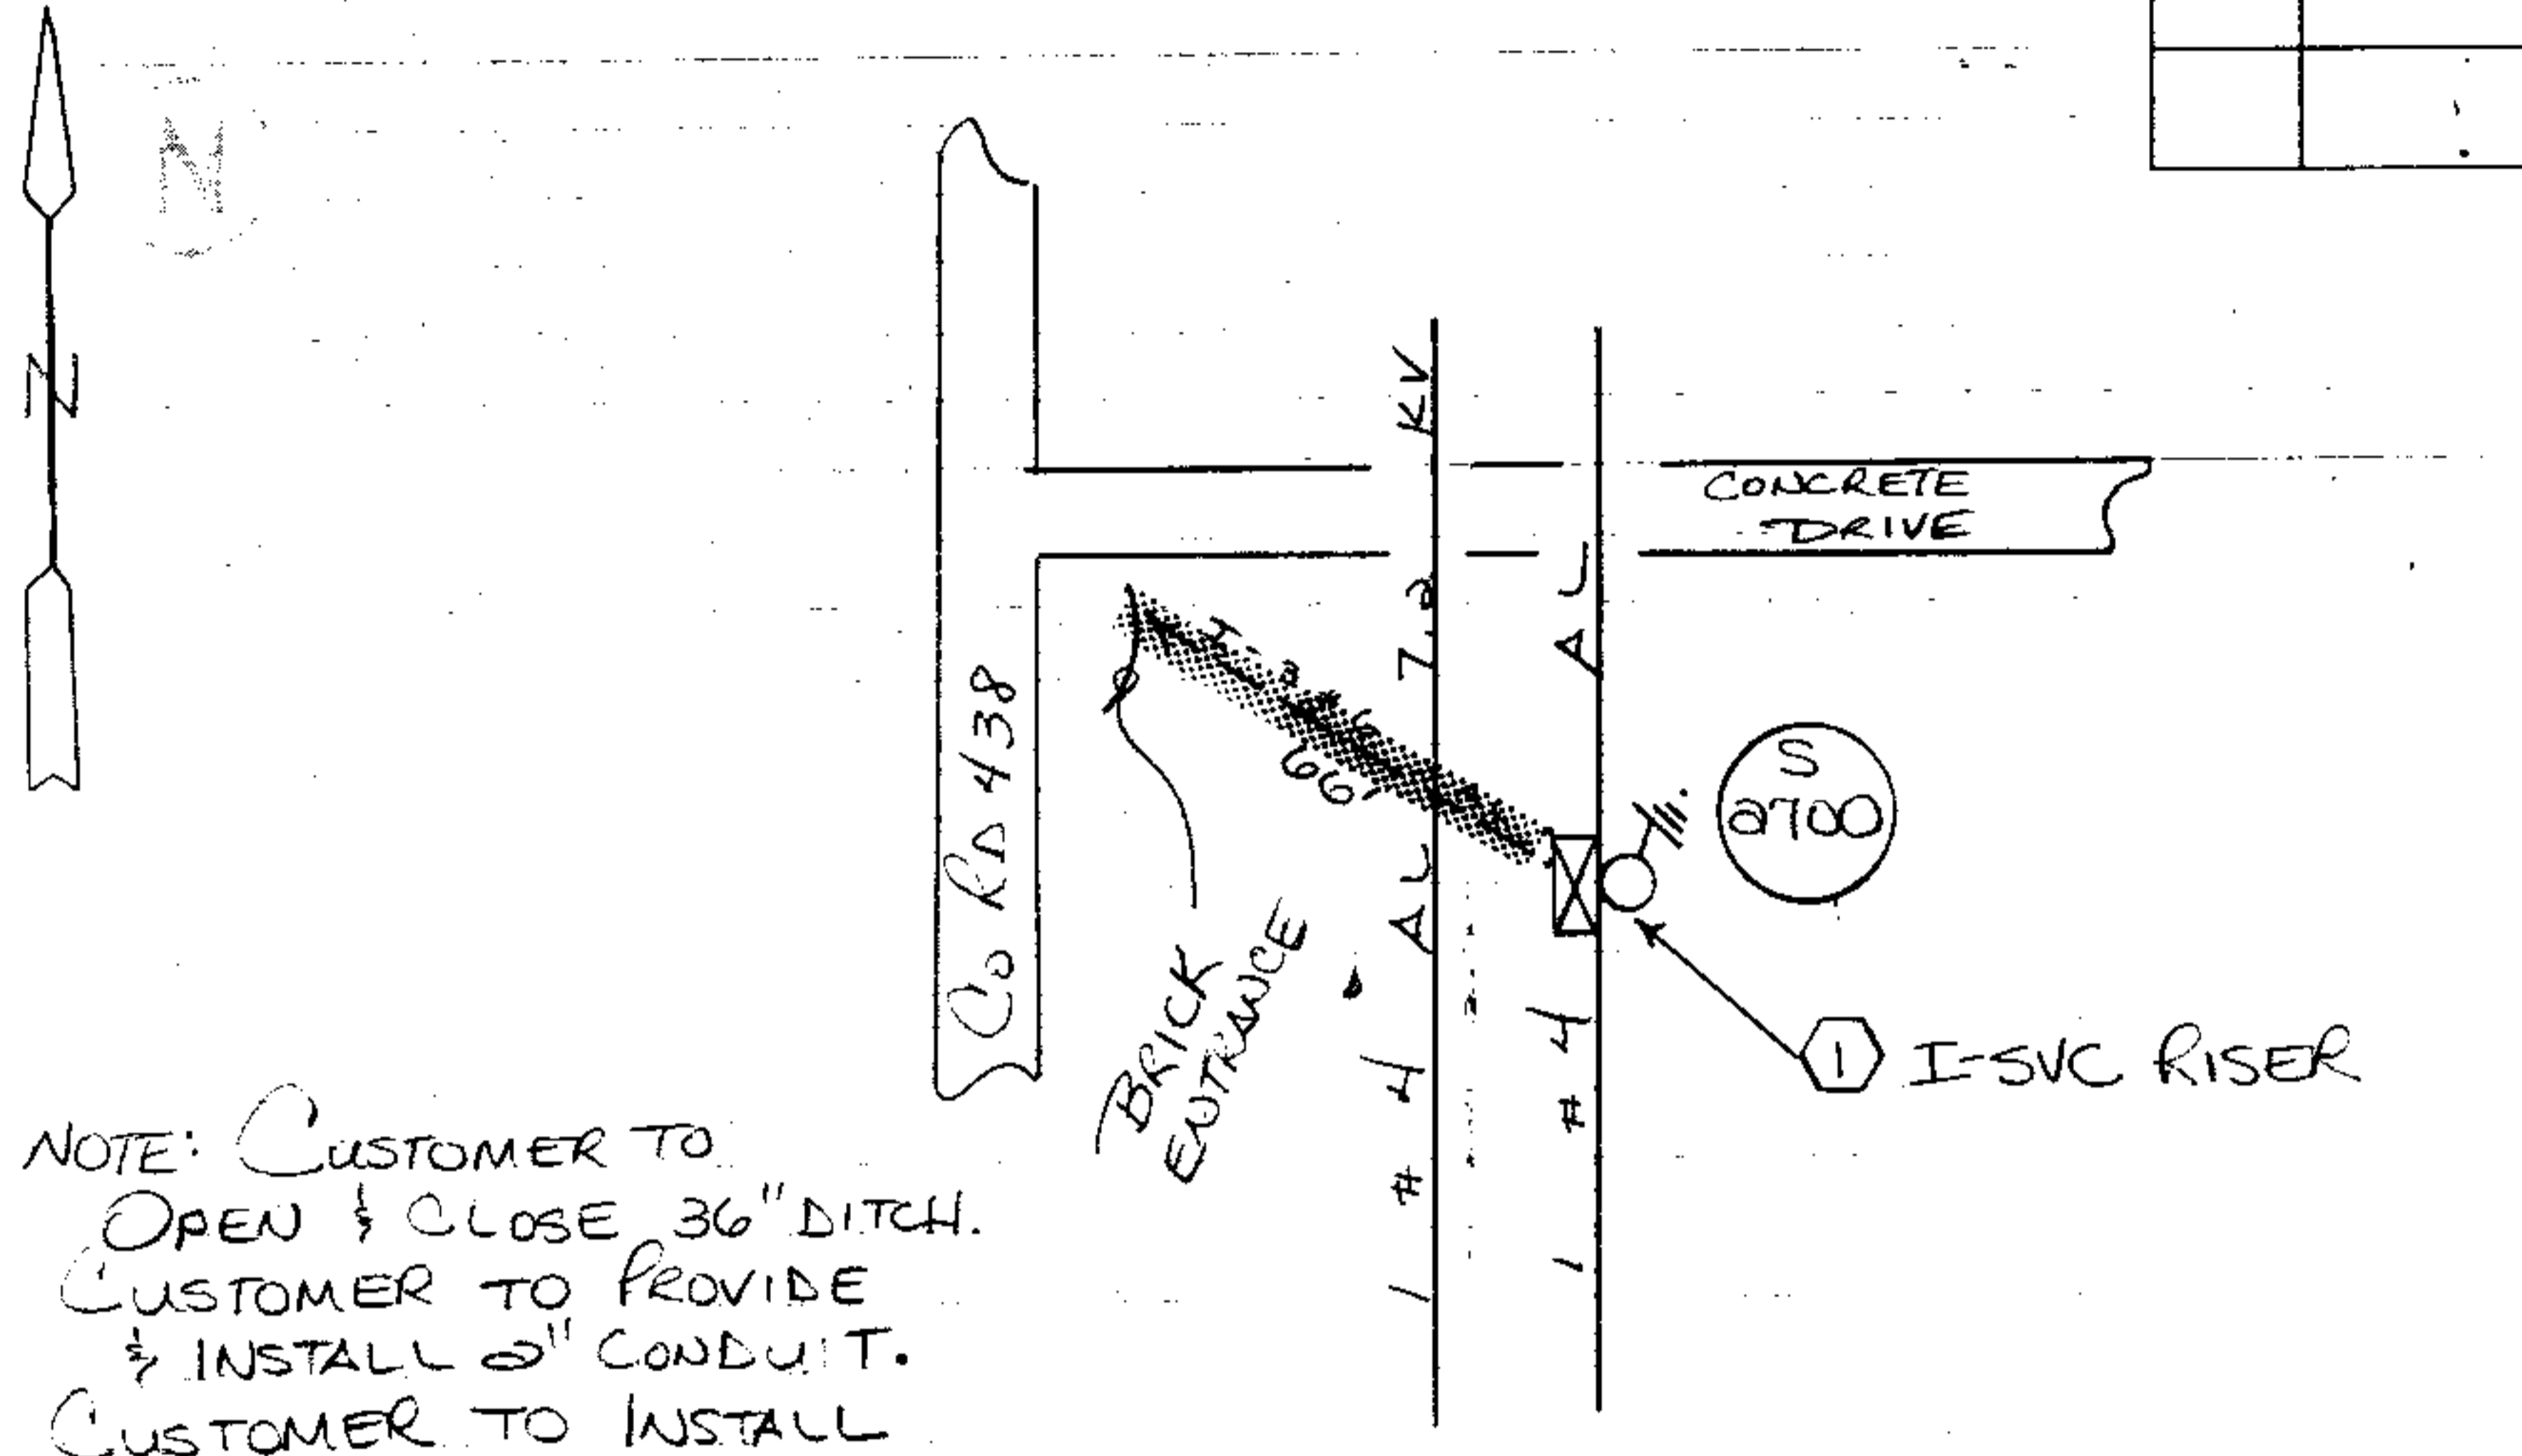 N
N
CONCRETE
DRIVE
1 #4 AL 7.2 KV
1 #4 AL
Co RD 438
66'
S
2700
BRICK
ENTRANCE
1 I-SVC RISER
NOTE: CUSTOMER TO
OPEN & CLOSE 36" DITCH.
CUSTOMER TO PROVIDE
& INSTALL 2" CONDUIT.
CUSTOMER TO INSTALL